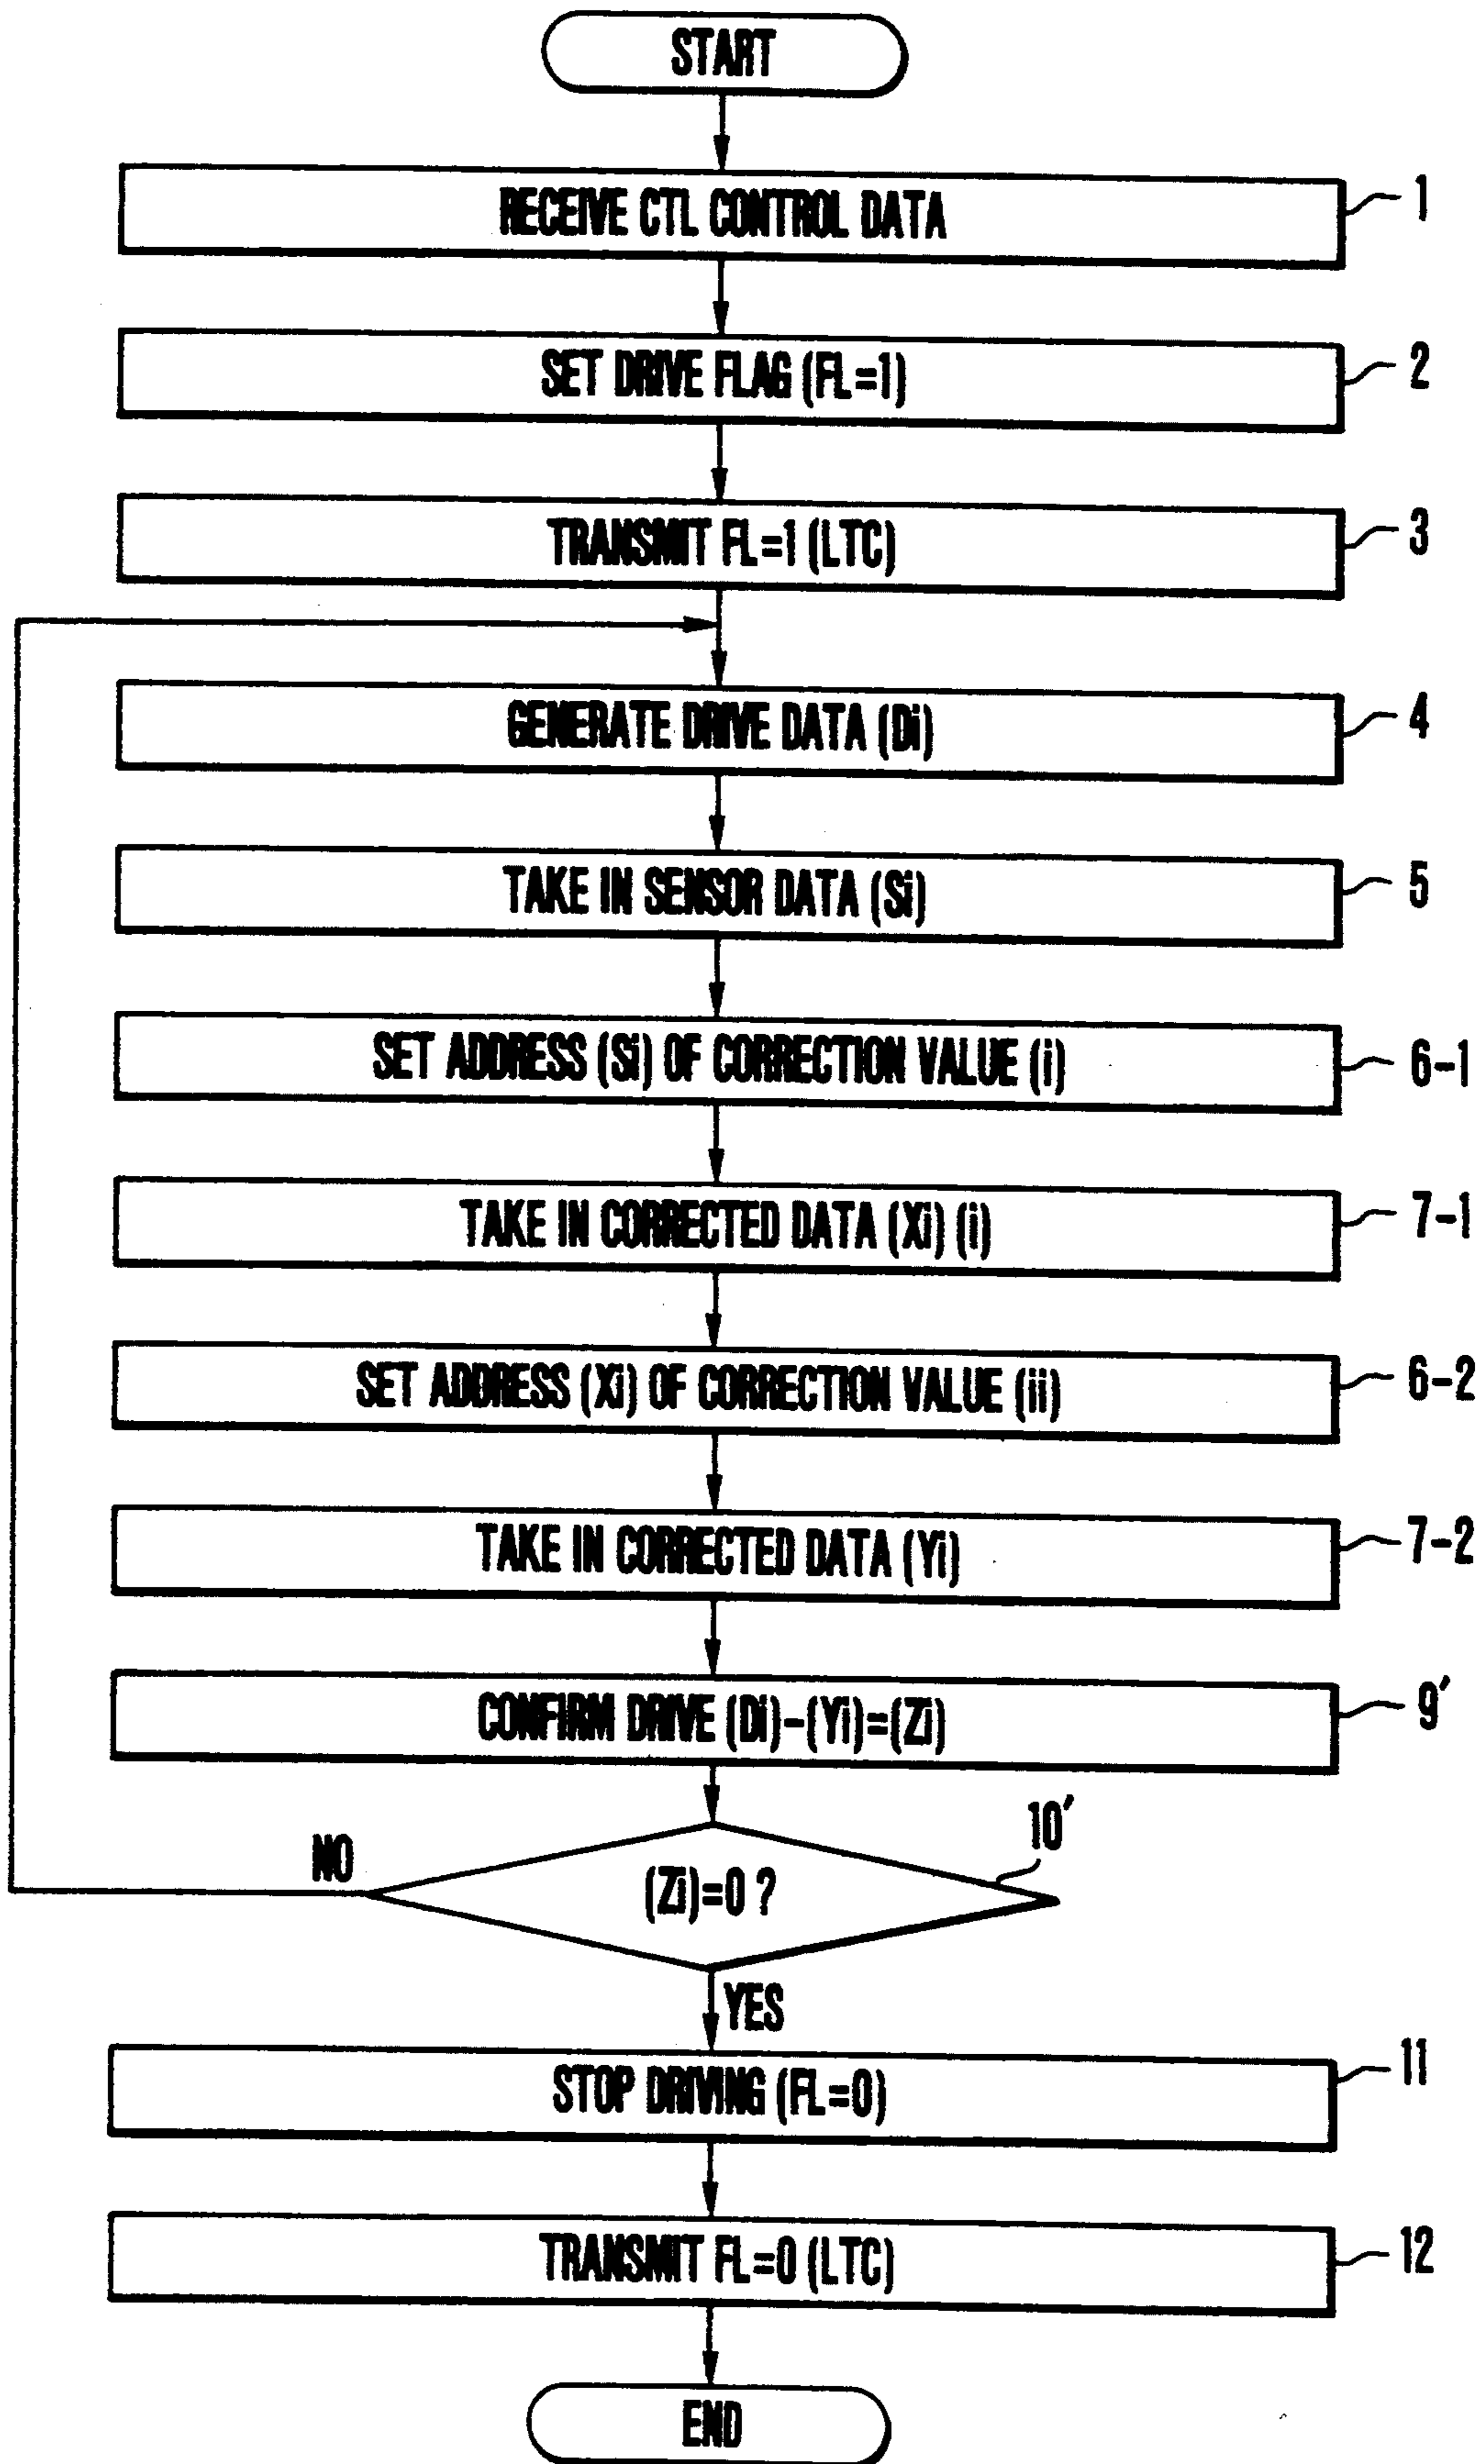 START
RECEIVE CTL CONTROL DATA
1
SET DRIVE FLAG (FL=1)
2
TRANSMIT FL=1 (LTC)
3
GENERATE DRIVE DATA (Di)
4
TAKE IN SENSOR DATA (Si)
5
SET ADDRESS (Si) OF CORRECTION VALUE (i)
6-1
TAKE IN CORRECTED DATA (Xi) (i)
7-1
SET ADDRESS (Xi) OF CORRECTION VALUE (ii)
6-2
TAKE IN CORRECTED DATA (Yi)
7-2
CONFIRM DRIVE (Di)-(Yi)=(Zi)
9'
10'
NO
(Zi)=0 ?
YES
STOP DRIVING (FL=0)
11
TRANSMIT FL=0 (LTC)
12
END